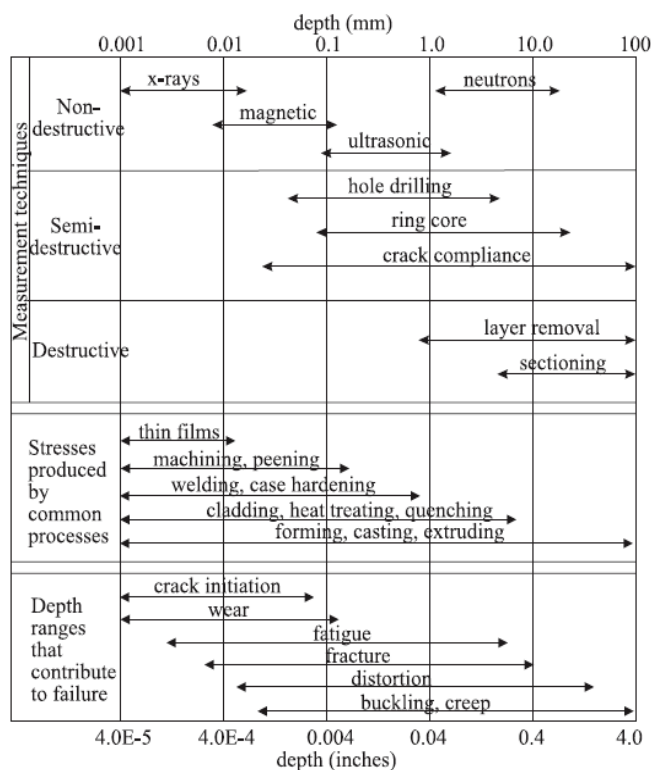 depth (mm)
0.001 0.01 0.1 1.0 10.0 100
Measurement techniques
Non-
destructive
x-rays
neutrons
magnetic
ultrasonic
Semi-
destructive
hole drilling
ring core
crack compliance
Destructive
layer removal
sectioning
Stresses
produced
by
common
processes
thin films
machining, peening
welding, case hardening
cladding, heat treating, quenching
forming, casting, extruding
Depth
ranges
that
contribute
to failure
crack initiation
wear
fatigue
fracture
distortion
buckling, creep
4.0E-5 4.0E-4 0.004 0.04 0.4 4.0
depth (inches)